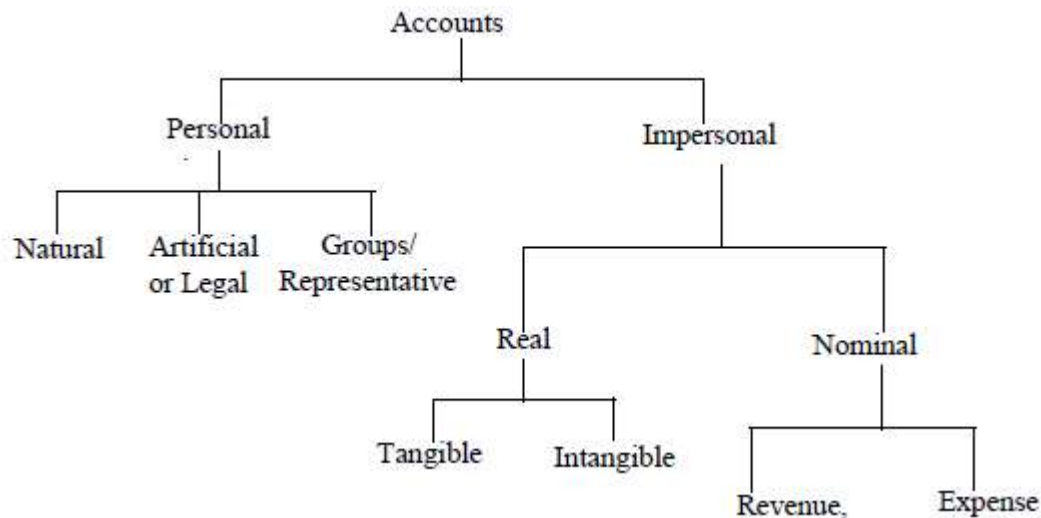 Accounts
Personal
Impersonal
Natural
Artificial
or Legal
Groups/
Representative
Real
Nominal
Tangible
Intangible
Revenue,
Expense